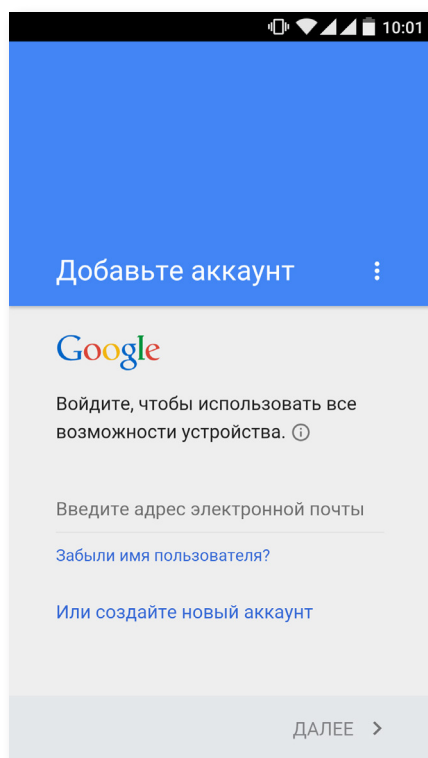 10:01
Добавьте аккаунт
Google
Войдите, чтобы использовать все
возможности устройства.
Введите адрес электронной почты
Забыли имя пользователя?
Или создайте новый аккаунт
ДАЛЕЕ